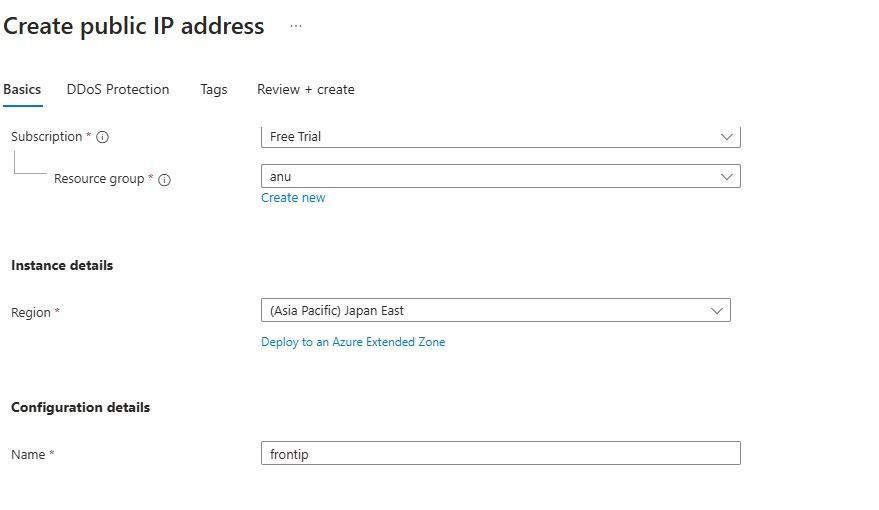 Create public IP address ...
Basics DDoS Protection Tags Review + create
Subscription * Free Trial
Resource group * anu
Create new
Instance details
Region * (Asia Pacific) Japan East
Deploy to an Azure Extended Zone
Configuration details
Name * frontip